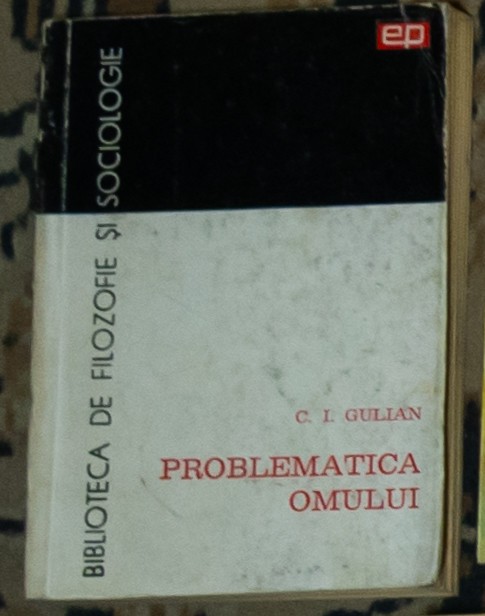 ep
BIBLIOTECA DE FILOZOFIE ŞI SOCIOLOGIE
C. I. GULIAN
PROBLEMATICA
OMULUI